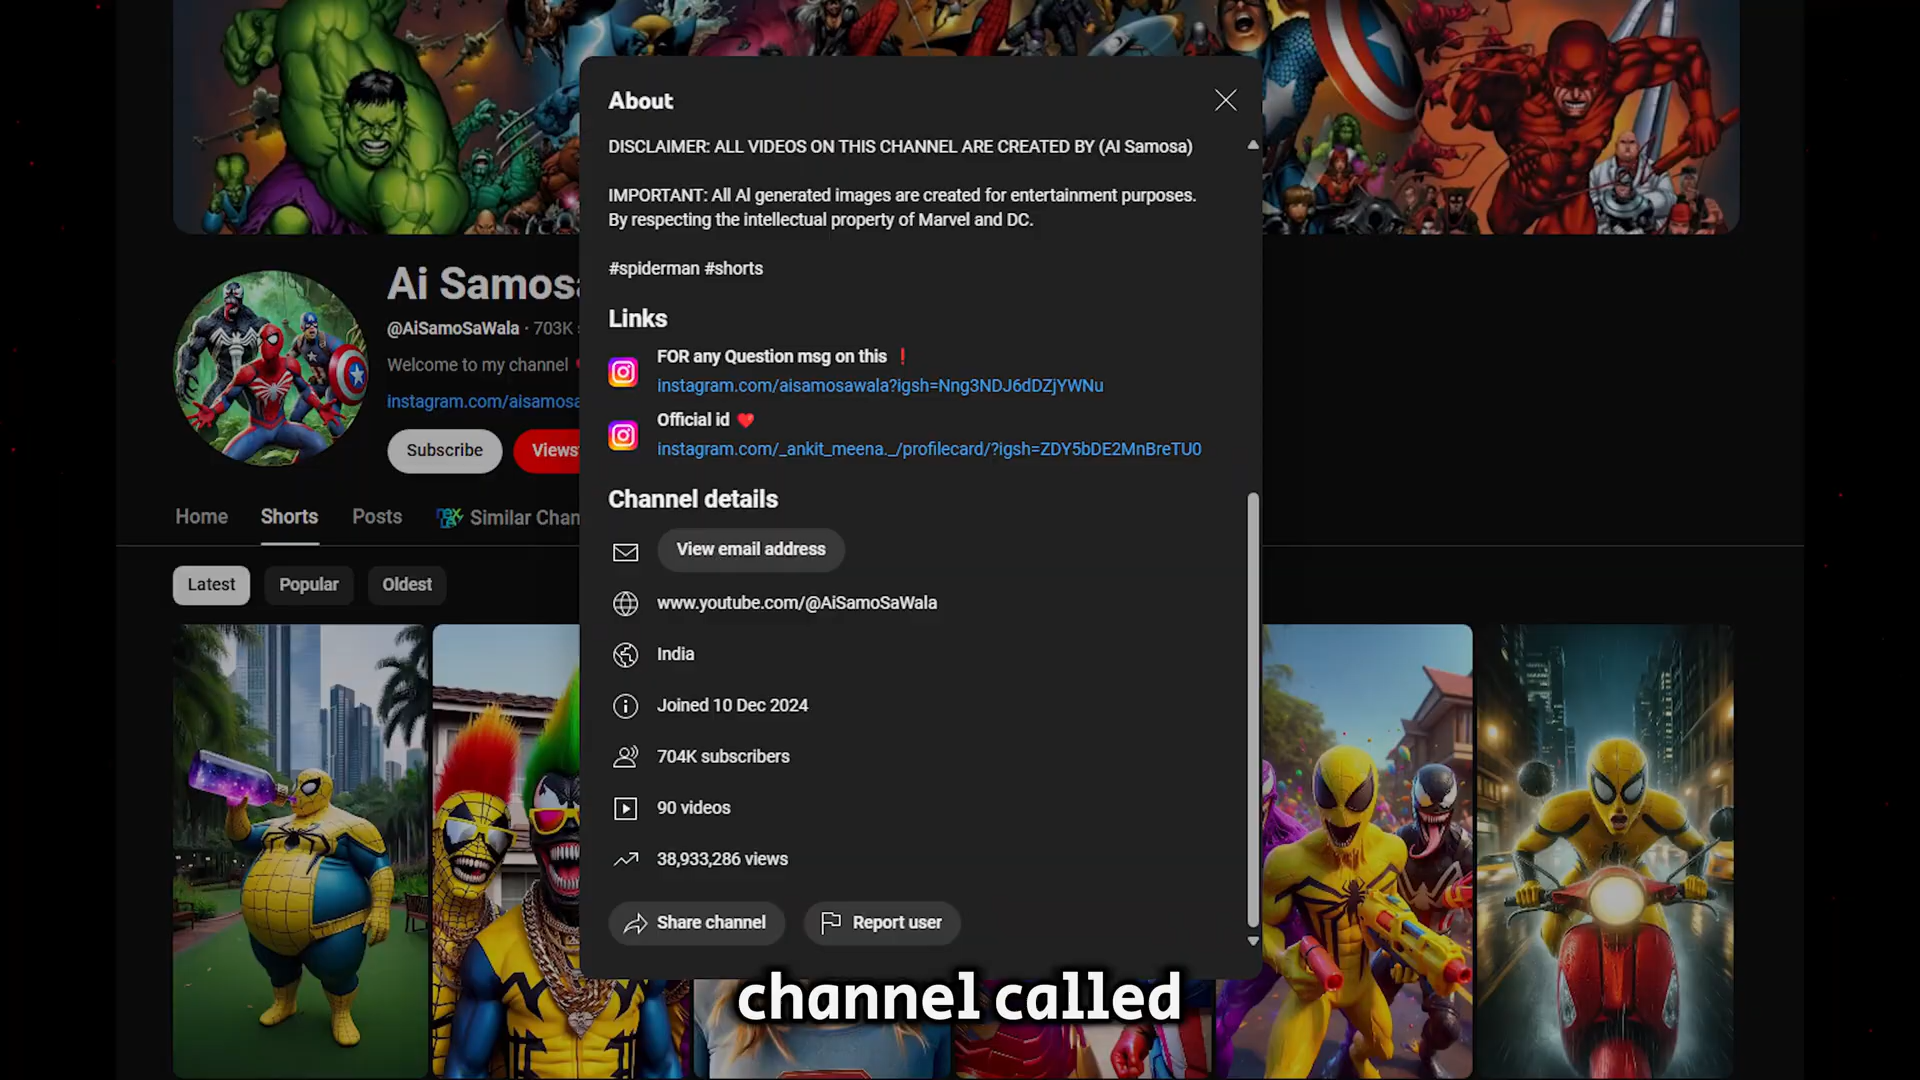 About
DISCLAIMER: ALL VIDEOS ON THIS CHANNEL ARE CREATED BY (AI Samosa)
IMPORTANT: All AI generated images are created for entertainment purposes.
By respecting the intellectual property of Marvel and DC.
#spiderman #shorts
Links
FOR any Question msg on this ❗
instagram.com/aisamosawala?igsh=Nng3NDJ6dDZjYWNu
Official id ❤️
instagram.com/_ankit_meena._/profilecard/?igsh=ZDY5bDE2MnBreTU0
Channel details
View email address
www.youtube.com/@AiSamoSaWala
India
Joined 10 Dec 2024
704K subscribers
90 videos
38,933,286 views
Share channel
Report user
Ai Samosa
@AiSamoSaWala · 703K
Welcome to my channel
instagram.com/aisamosa
Subscribe
Views
Home
Shorts
Posts
Similar Chan
Latest
Popular
Oldest
channel called